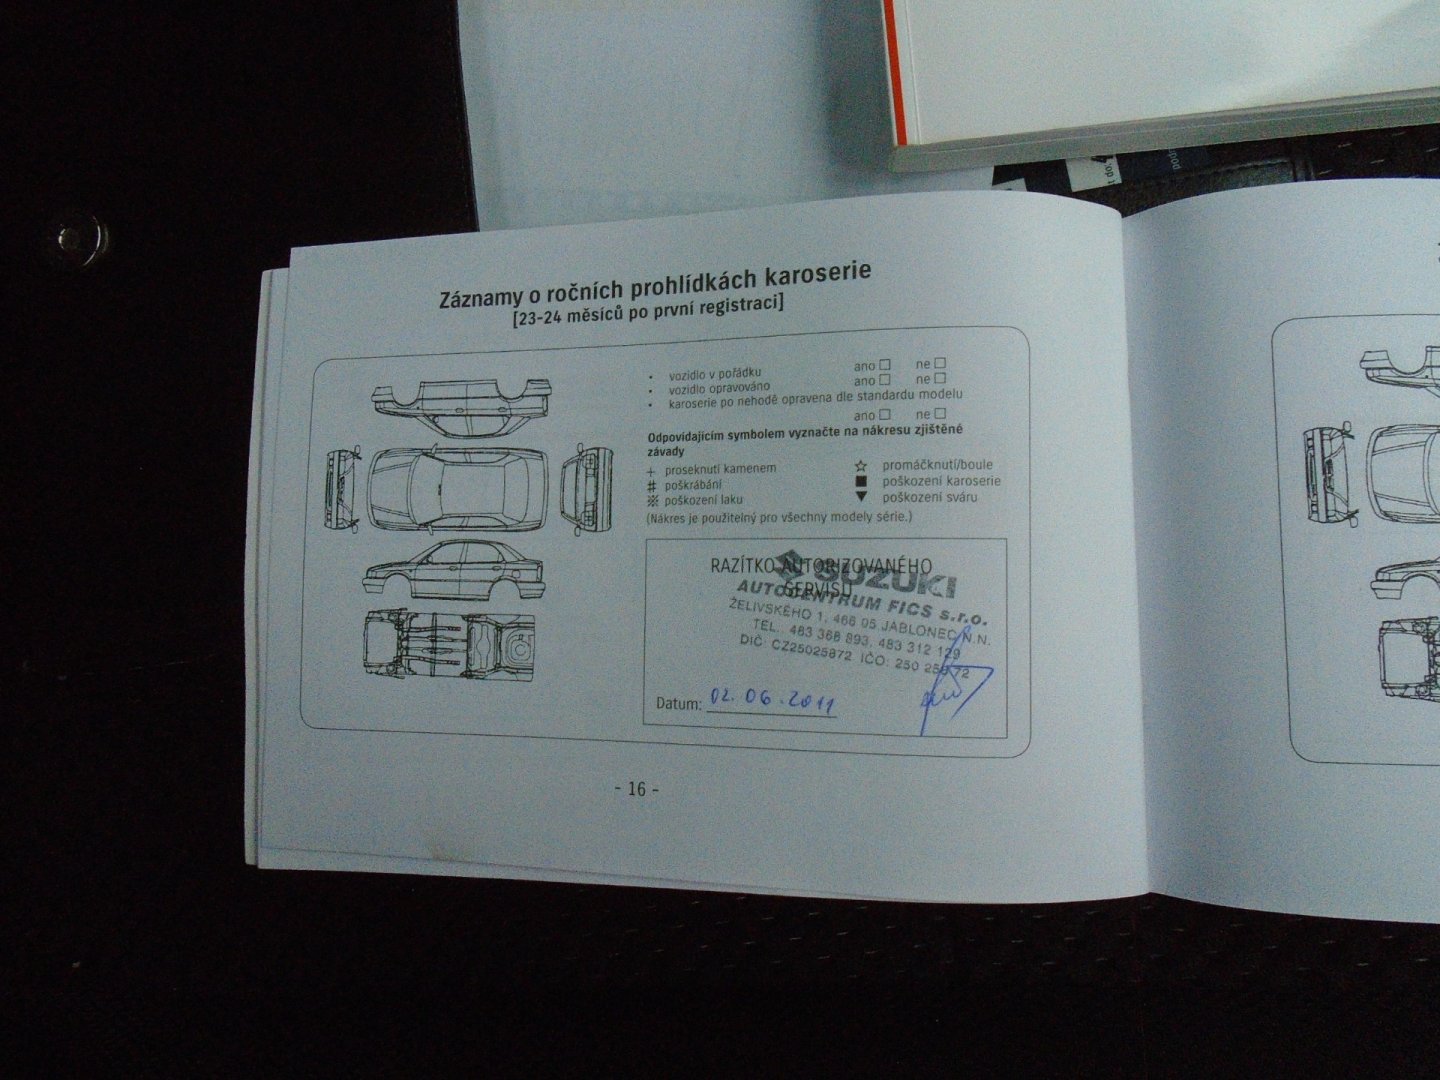 Záznamy o ročních prohlídkách karoserie
[23-24 měsíců po první registraci]
• vozidlo v pořádku ano □ ne □
• vozidlo opravováno ano □ ne □
• karoserie po nehodě opravena dle standardu modelu
ano □ ne □
Odpovídajícím symbolem vyznačte na nákresu zjištěné
závady
+ proseknutí kamenem ☆ promáčknutí/boule
# poškrábání ■ poškození karoserie
※ poškození laku ▼ poškození sváru
(Nákres je použitelný pro všechny modely série.)
RAZÍTKO AUTORIZOVANÉHO
SERVISU
SUZUKI
AUTOCENTRUM FICS s.r.o.
ŽELIVSKÉHO 1, 466 05 JABLONEC N.N.
TEL. 483 368 893, 483 312 129
DIČ: CZ25025872 IČO: 250 258 72
Datum: 02. 06. 2011
- 16 -